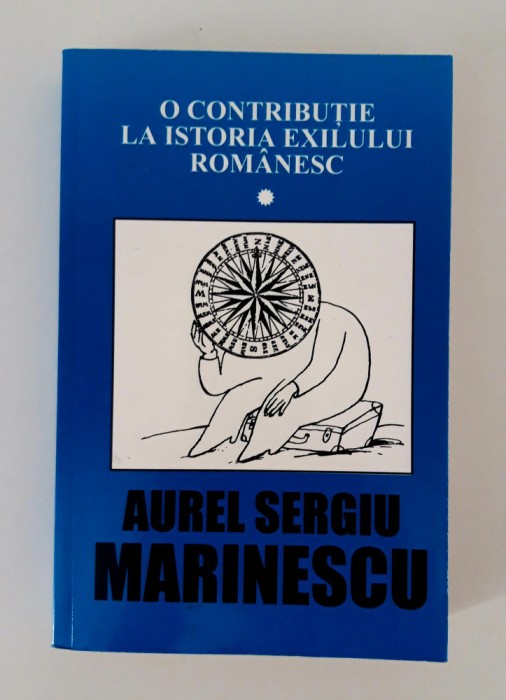 O CONTRIBUȚIE
LA ISTORIA EXILULUI
ROMÂNESC
AUREL SERGIU
MARINESCU